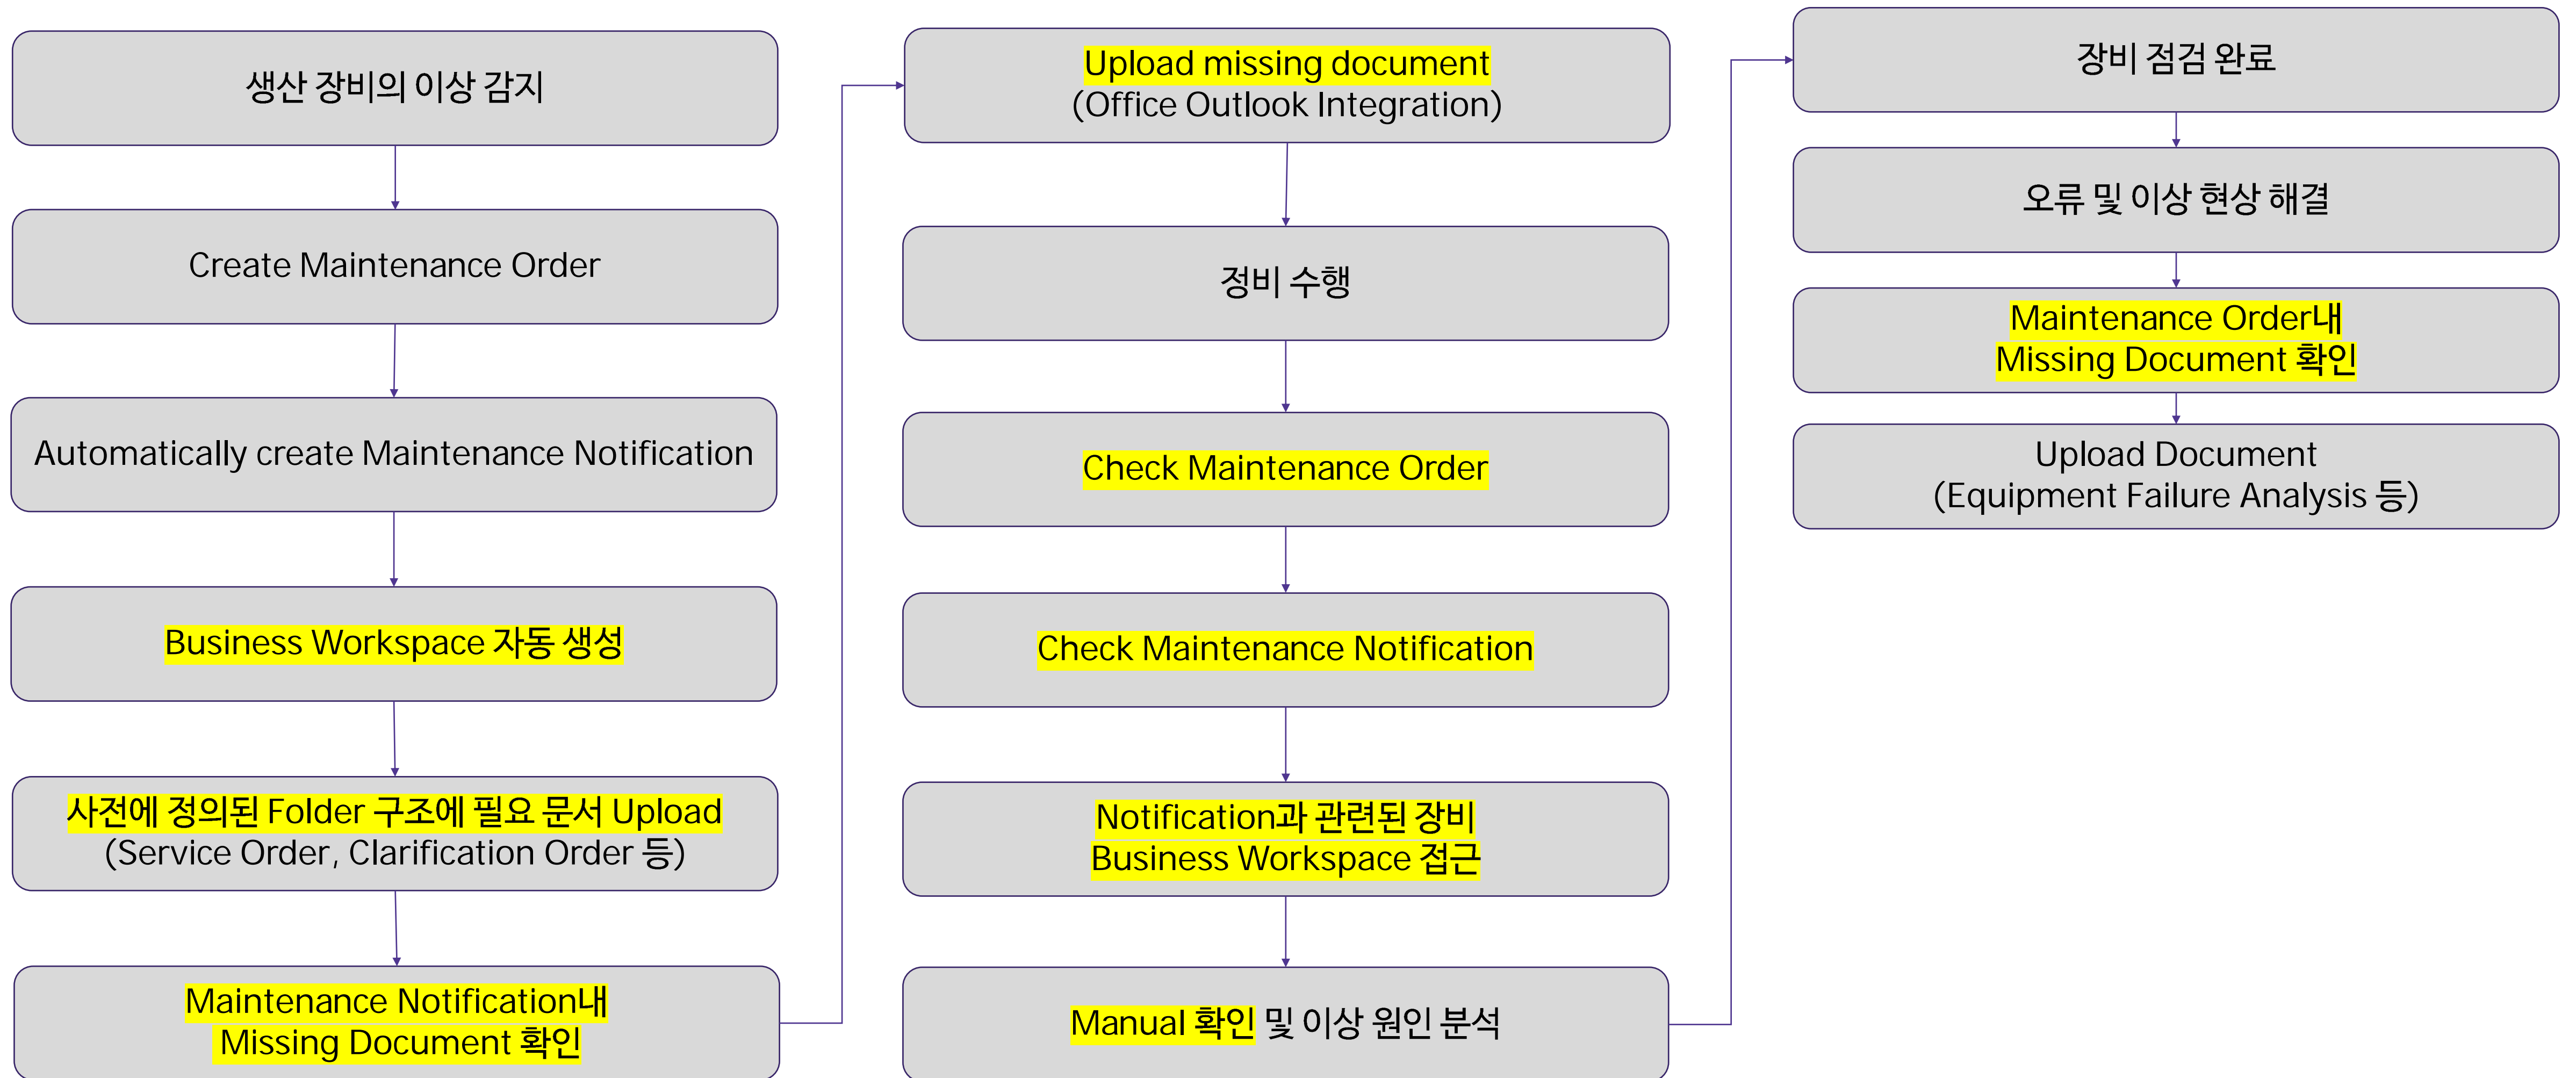 생산 장비의 이상 감지
Create Maintenance Order
Automatically create Maintenance Notification
Business Workspace 자동 생성
사전에 정의된 Folder 구조에 필요 문서 Upload
(Service Order, Clarification Order 등)
Maintenance Notification내
Missing Document 확인
Upload missing document
(Office Outlook Integration)
정비 수행
Check Maintenance Order
Check Maintenance Notification
Notification과 관련된 장비
Business Workspace 접근
Manual 확인 및 이상 원인 분석
장비 점검 완료
오류 및 이상 현상 해결
Maintenance Order내
Missing Document 확인
Upload Document
(Equipment Failure Analysis 등)